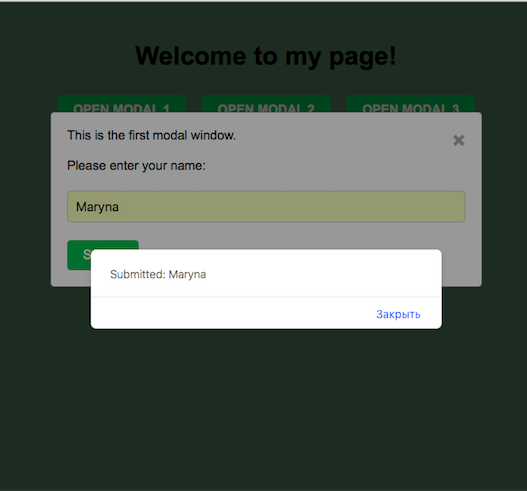 Welcome to my page!
OPEN MODAL 1 OPEN MODAL 2 OPEN MODAL 3
This is the first modal window.
Please enter your name:
Maryna
Submitted: Maryna
Закрыть